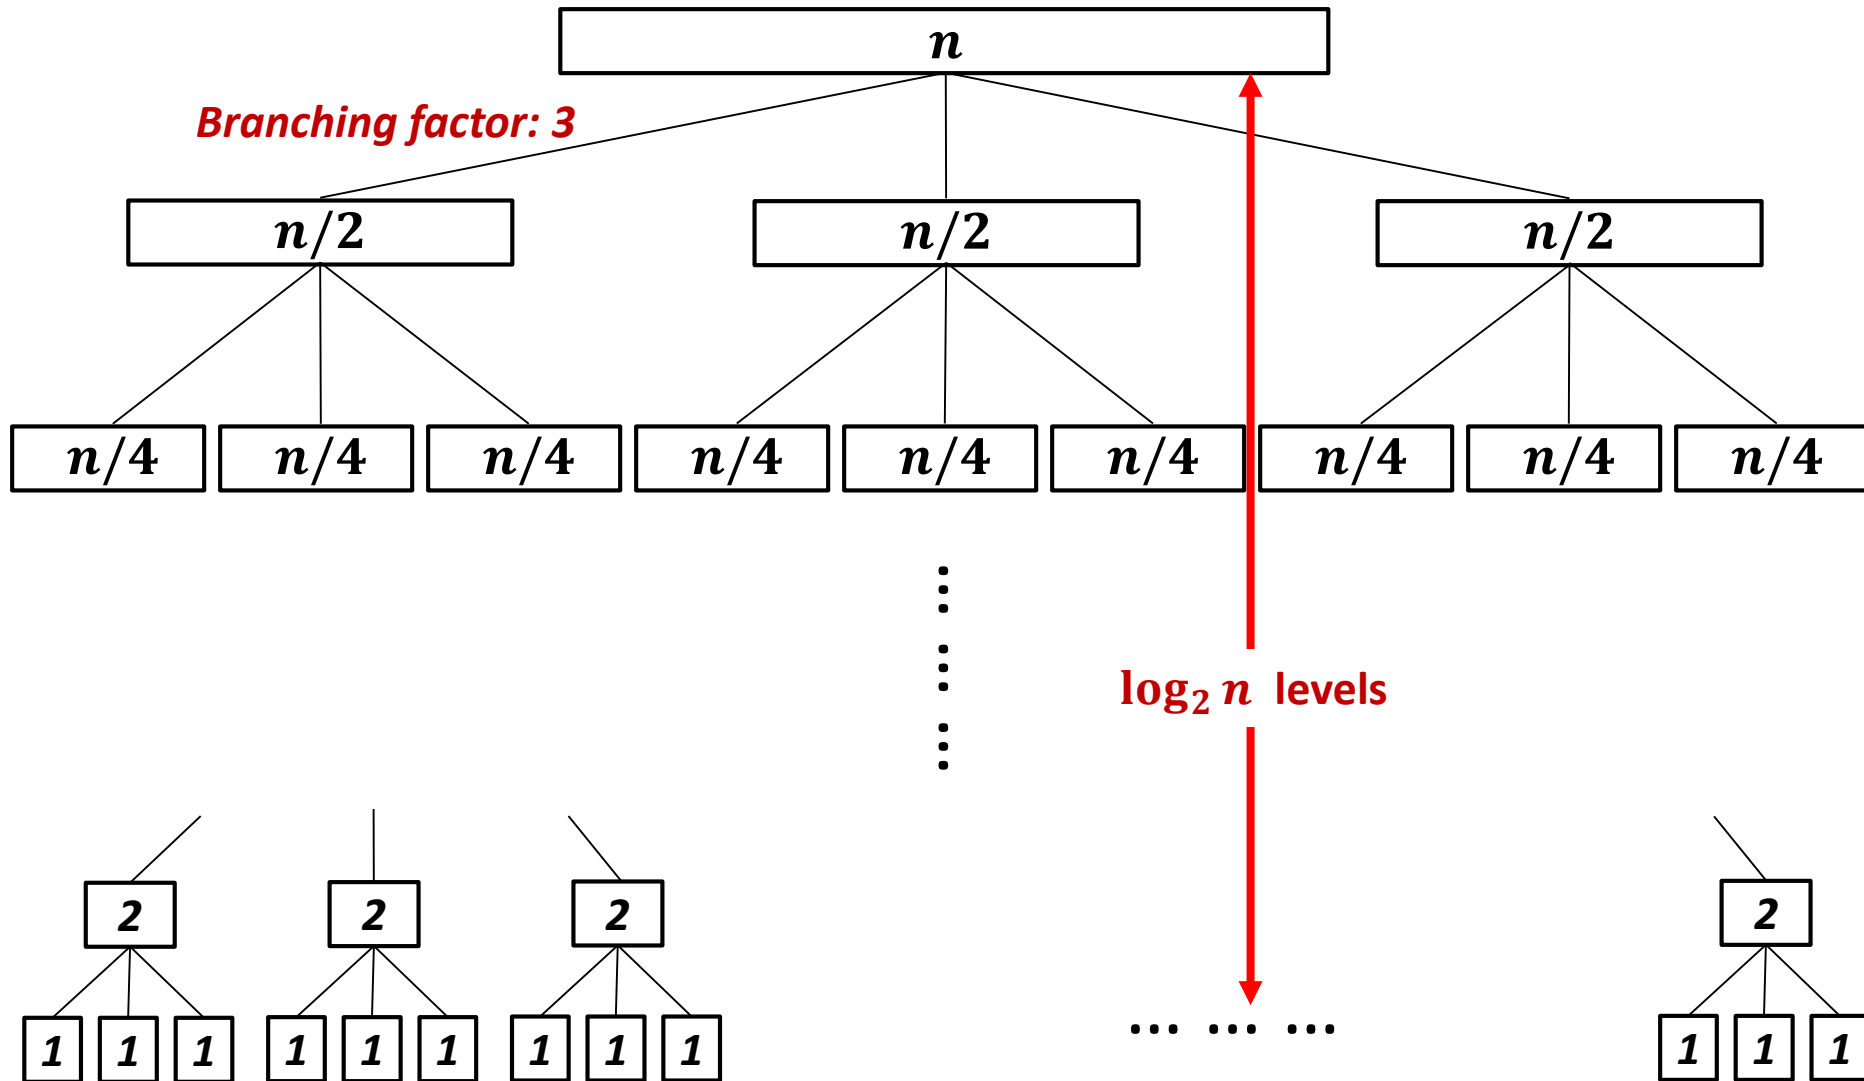 n
Branching factor: 3
n/2 n/2 n/2
n/4 n/4 n/4 n/4 n/4 n/4 n/4 n/4 n/4
⋮
⋮
⋮
log₂ n levels
2 2 2 2
1 1 1 1 1 1 1 1 1 … … … 1 1 1